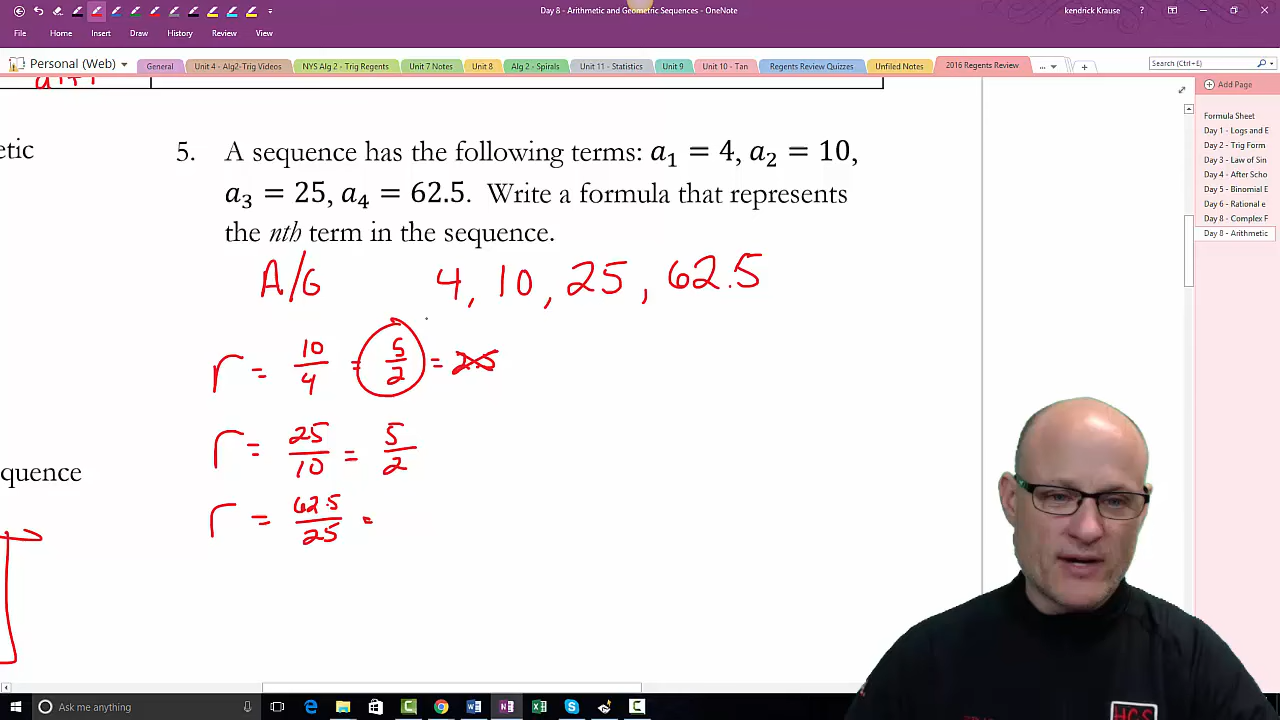 Day 8 - Arithmetic and Geometric Sequences - OneNote
kendrick Krause
File Home Insert Draw History Review View
Personal (Web)
General
Unit 4 - Alg2-Trig Videos
NYS Alg 2 - Trig Regents
Unit 7 Notes
Unit 8
Alg 2 - Spirals
Unit 11 - Statistics
Unit 9
Unit 10 - Tan
Regents Review Quizzes
Unfiled Notes
2016 Regents Review
...
Search (Ctrl+E)
Add Page
Formula Sheet
Day 1 - Logs and E
Day 2 - Trig Form
Day 3 - Law of Sin
Day 4 - After Scho
Day 5 - Binomial E
Day 6 - Rational e
Day 8 - Complex F
Day 8 - Arithmetic
etic
quence
5. A sequence has the following terms: a₁ = 4, a₂ = 10,
a₃ = 25, a₄ = 62.5. Write a formula that represents
the nth term in the sequence.
A/G 4, 10, 25, 62.5
r = 10/4 = 5/2 = 2.5
r = 25/10 = 5/2
r = 62.5/25 =
HCS
Ask me anything